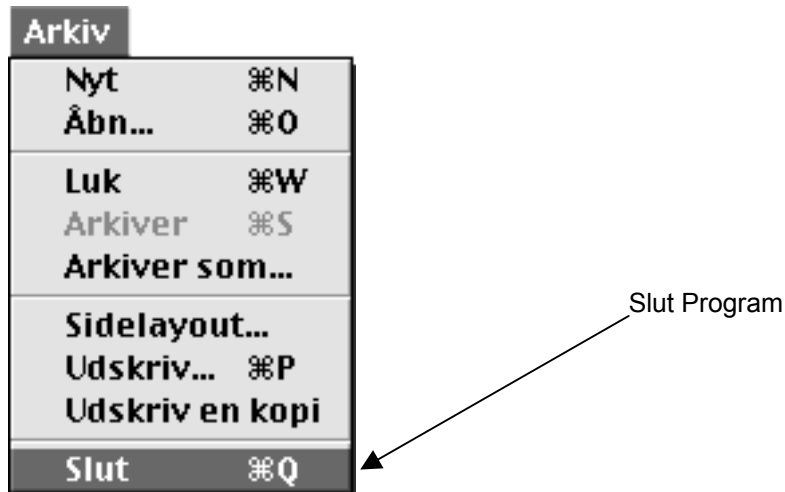 Arkiv
Nyt ⌘N
Åbn... ⌘O
Luk ⌘W
Arkiver ⌘S
Arkiver som...
Sidelayout...
Udskriv... ⌘P
Udskriv en kopi
Slut ⌘Q
Slut Program